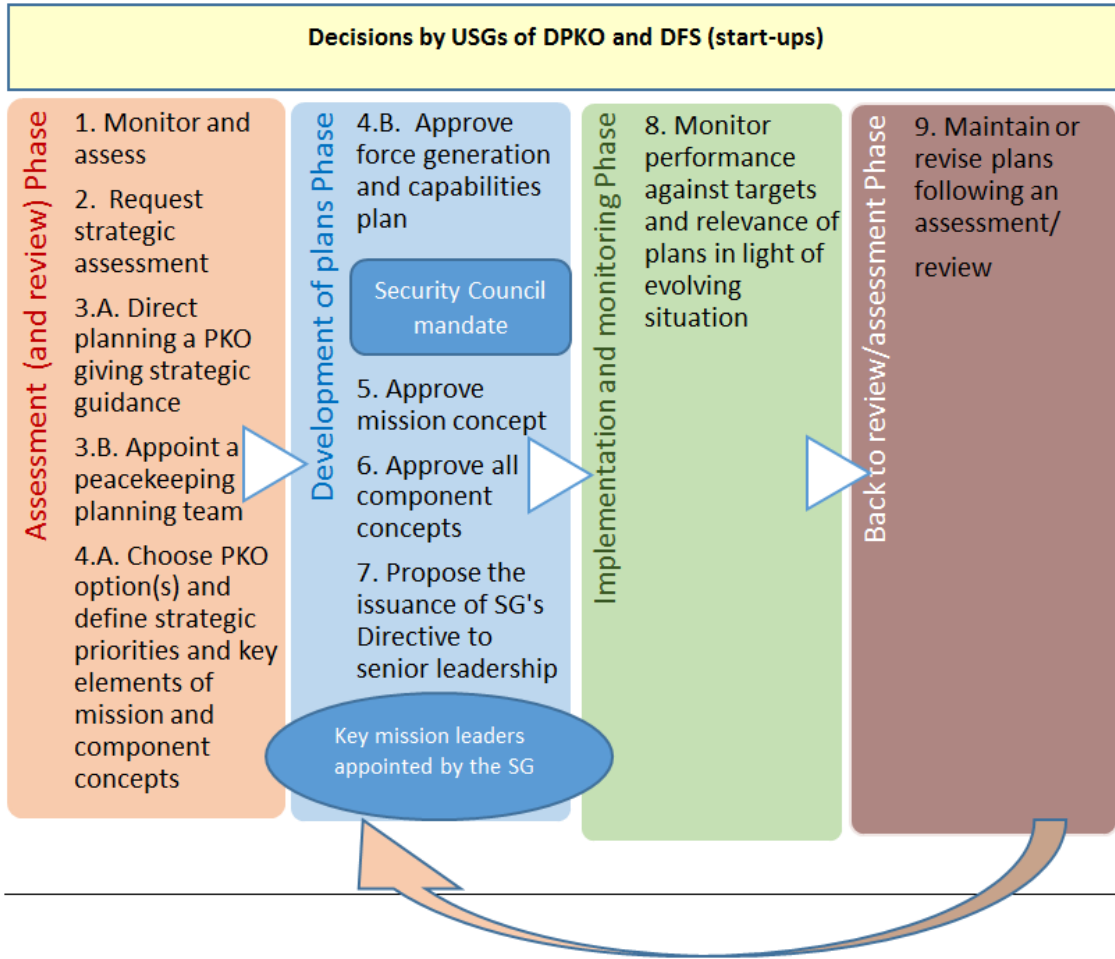 Decisions by USGs of DPKO and DFS (start-ups)
Assessment (and review) Phase
1. Monitor and
assess
2. Request
strategic
assessment
3.A. Direct
planning a PKO
giving strategic
guidance
3.B. Appoint a
peacekeeping
planning team
4.A. Choose PKO
option(s) and
define strategic
priorities and key
elements of
mission and
component
concepts
Development of plans Phase
4.B. Approve
force generation
and capabilities
plan
Security Council
mandate
5. Approve
mission concept
6. Approve all
component
concepts
7. Propose the
issuance of SG's
Directive to
senior leadership
Key mission leaders
appointed by the SG
Implementation and monitoring Phase
8. Monitor
performance
against targets
and relevance of
plans in light of
evolving
situation
Back to review/assessment Phase
9. Maintain or
revise plans
following an
assessment/
review